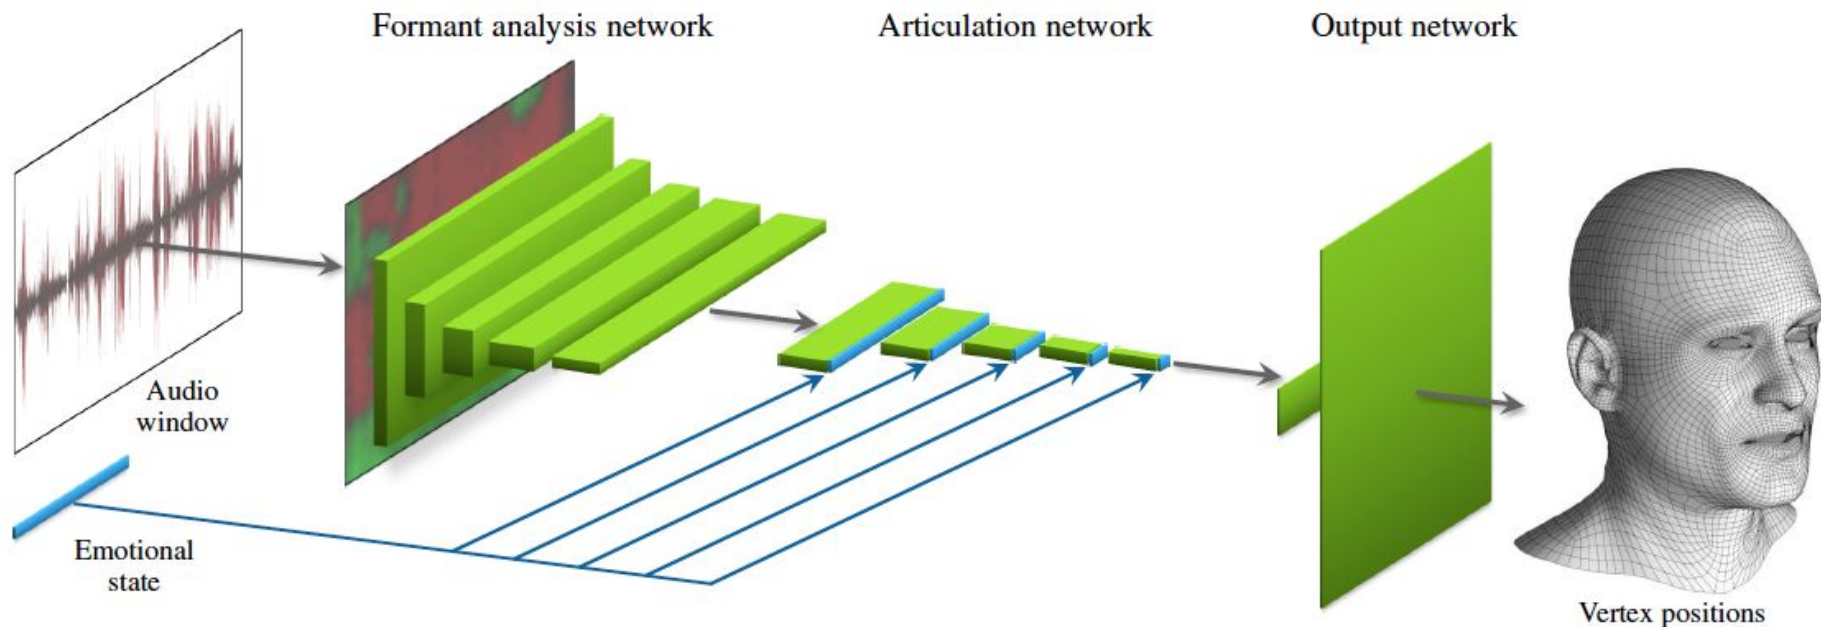 Formant analysis network
Articulation network
Output network
Audio
window
Emotional
state
Vertex positions